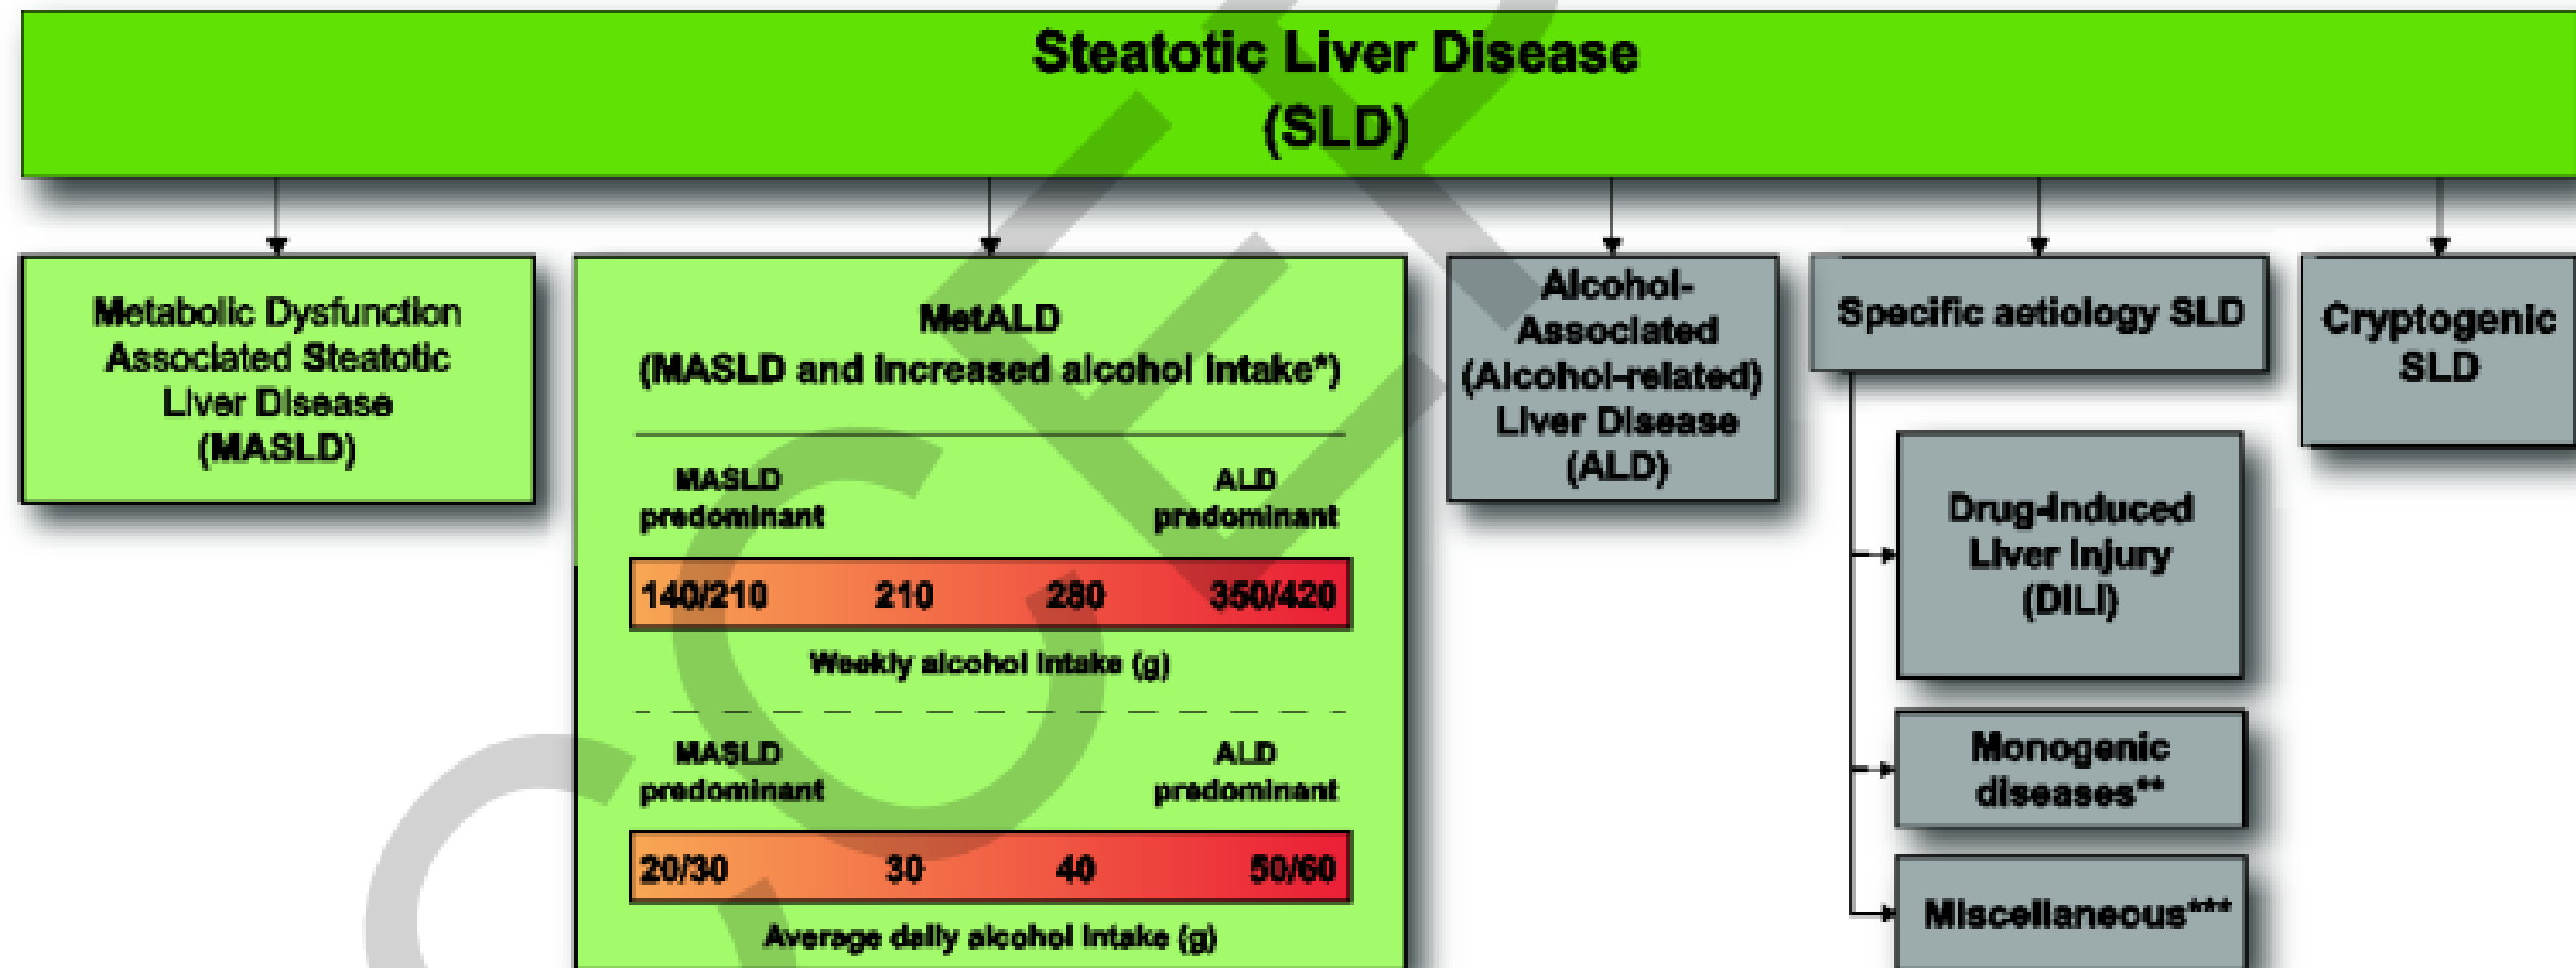 Steatotic Liver Disease
(SLD)
Metabolic Dysfunction
Associated Steatotic
Liver Disease
(MASLD)
MetALD
(MASLD and increased alcohol intake*)
MASLD
predominant
ALD
predominant
140/210 210 280 350/420
Weekly alcohol intake (g)
MASLD
predominant
ALD
predominant
20/30 30 40 50/60
Average daily alcohol intake (g)
Alcohol-
Associated
(Alcohol-related)
Liver Disease
(ALD)
Specific aetiology SLD
Drug-Induced
Liver Injury
(DILI)
Monogenic
diseases**
Miscellaneous***
Cryptogenic
SLD